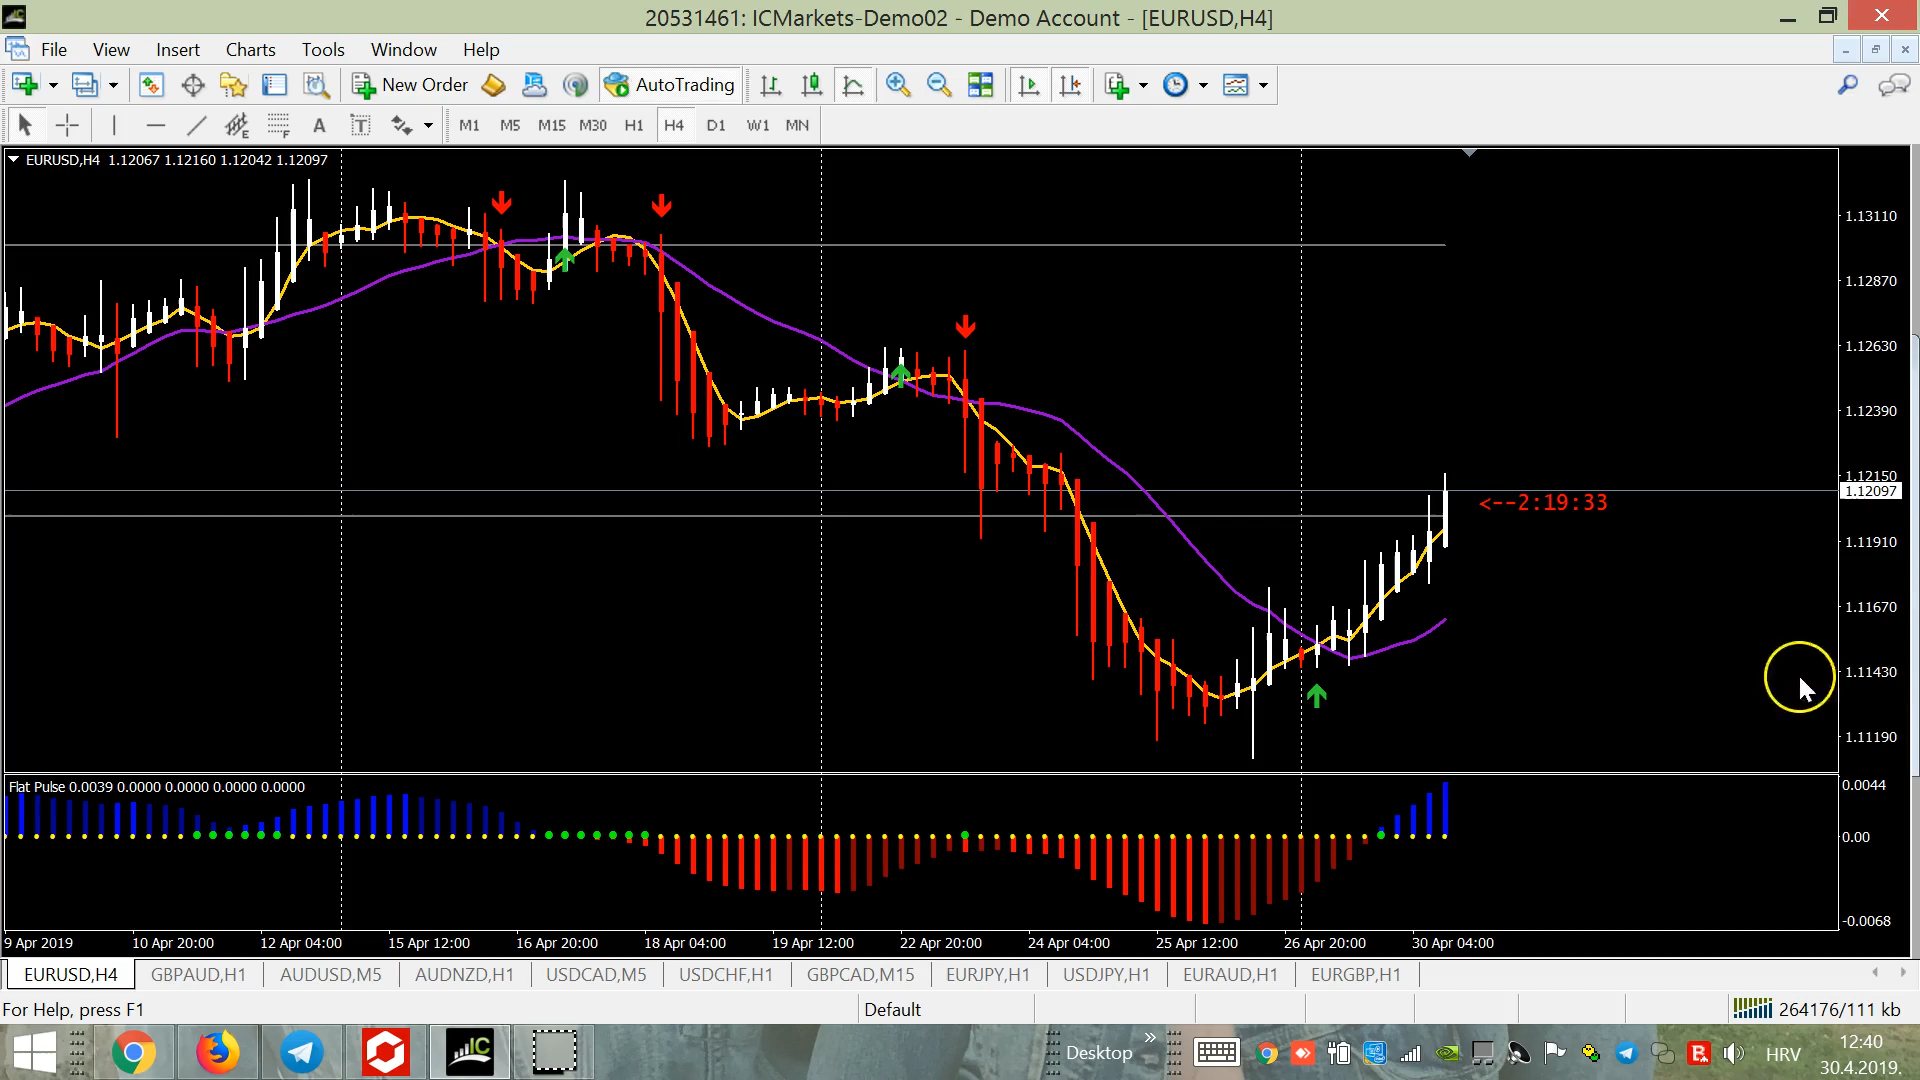 20531461: ICMarkets-Demo02 - Demo Account - [EURUSD,H4]
File View Insert Charts Tools Window Help
New Order AutoTrading
A T M1 M5 M15 M30 H1 H4 D1 W1 MN
EURUSD,H4 1.12067 1.12160 1.12042 1.12097
1.13110
1.12870
1.12630
1.12390
1.12150
1.12097
<--2:19:33
1.11910
1.11670
1.11430
1.11190
Flat Pulse 0.0039 0.0000 0.0000 0.0000 0.0000
0.0044
0.00
-0.0068
9 Apr 2019 10 Apr 20:00 12 Apr 04:00 15 Apr 12:00 16 Apr 20:00 18 Apr 04:00 19 Apr 12:00 22 Apr 20:00 24 Apr 04:00 25 Apr 12:00 26 Apr 20:00 30 Apr 04:00
EURUSD,H4 GBPAUD,H1 AUDUSD,M5 AUDNZD,H1 USDCAD,M5 USDCHF,H1 GBPCAD,M15 EURJPY,H1 USDJPY,H1 EURAUD,H1 EURGBP,H1
For Help, press F1 Default 264176/111 kb
IC Desktop » HRV 12:40
30.4.2019.